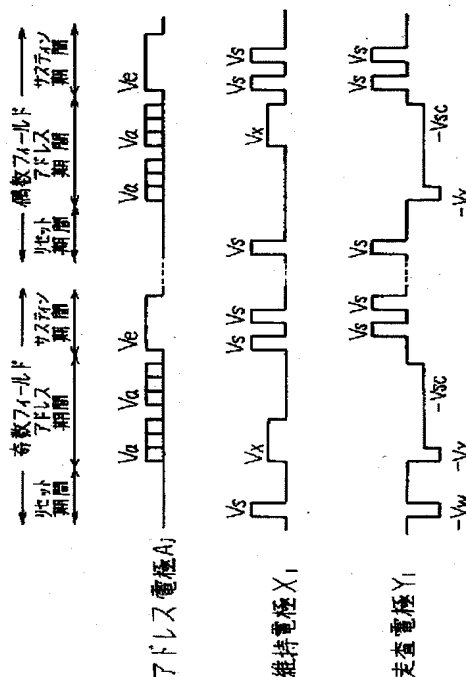 奇数フィールド
偶数フィールド
リセット期間
アドレス期間
サスティン期間
リセット期間
アドレス期間
サスティン期間
アドレス電極Aj
Va
Va
Ve
Va
Va
Ve
維持電極X1
Vs
Vx
Vs
Vs
Vs
Vx
Vs
Vs
走査電極Y1
-Vw
-Vy
-Vsc
Vs
Vs
Vs
-Vy
-Vsc
Vs
Vs